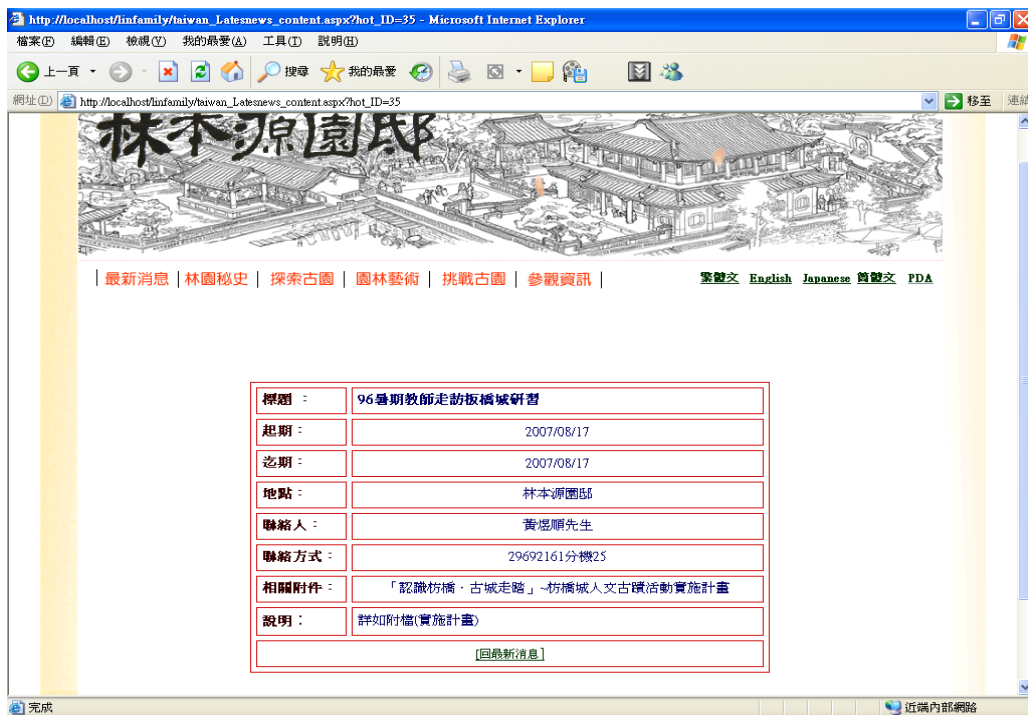 http://localhost/linfamily/taiwan_Latesnews_content.aspx?hot_ID=35 - Microsoft Internet Explorer
檔案(F) 編輯(E) 檢視(V) 我的最愛(A) 工具(T) 說明(H)
上一頁 搜尋 我的最愛
網址(D) http://localhost/linfamily/taiwan_Latesnews_content.aspx?hot_ID=35 移至 連結
林本源園邸
|最新消息|林園秘史| 探索古園| 園林藝術| 挑戰古園| 參觀資訊| 繁體文 English Japanese 簡體文 PDA
標題 : 96暑期教師走訪板橋城研習
起期: 2007/08/17
迄期: 2007/08/17
地點: 林本源園邸
聯絡人: 黃煜順先生
聯絡方式: 29692161分機25
相關附件: 「認識枋橋‧古城走踏」~枋橋城人文古蹟活動實施計畫
說明: 詳如附檔(實施計畫)
[回最新消息]
完成 近端內部網路